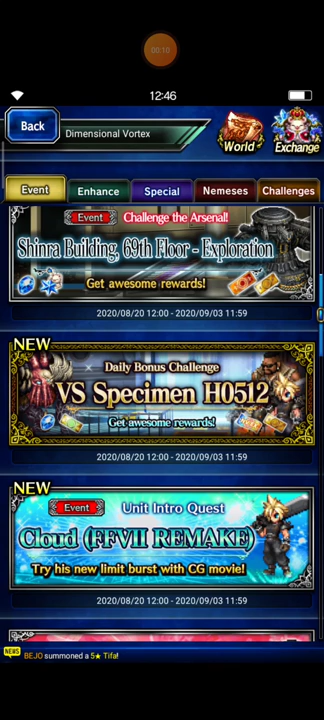 00:10
12:46
Back
Dimensional Vortex
World
Exchange
Event
Enhance
Special
Nemeses
Challenges
Event Challenge the Arsenal!
Shinra Building, 69th Floor - Exploration
Get awesome rewards!
2020/08/20 12:00 - 2020/09/03 11:59
NEW
Daily Bonus Challenge
VS Specimen H0512
Get awesome rewards!
2020/08/20 12:00 - 2020/09/03 11:59
NEW
Event Unit Intro Quest
Cloud (FFVII REMAKE)
Try his new limit burst with CG movie!
2020/08/20 12:00 - 2020/09/03 11:59
NEWS BEJO summoned a 5★ Tifa!